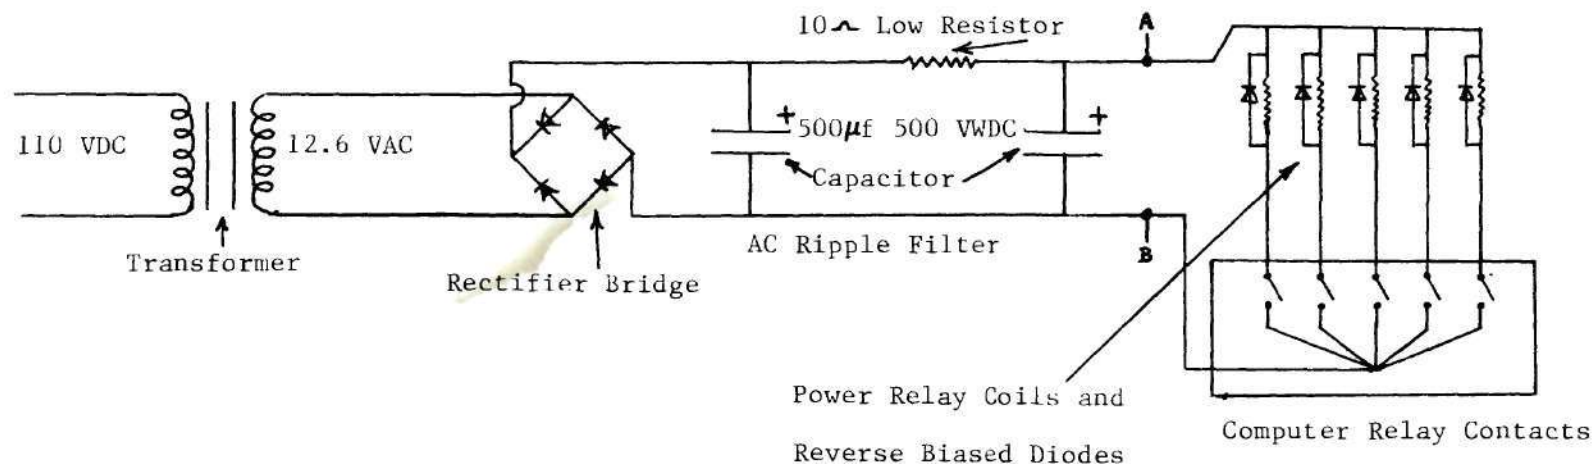 10Ω Low Resistor
A
110 VDC
12.6 VAC
+
500μf 500 VWDC
+
Capacitor
AC Ripple Filter
B
Transformer
Rectifier Bridge
Power Relay Coils and
Reverse Biased Diodes
Computer Relay Contacts